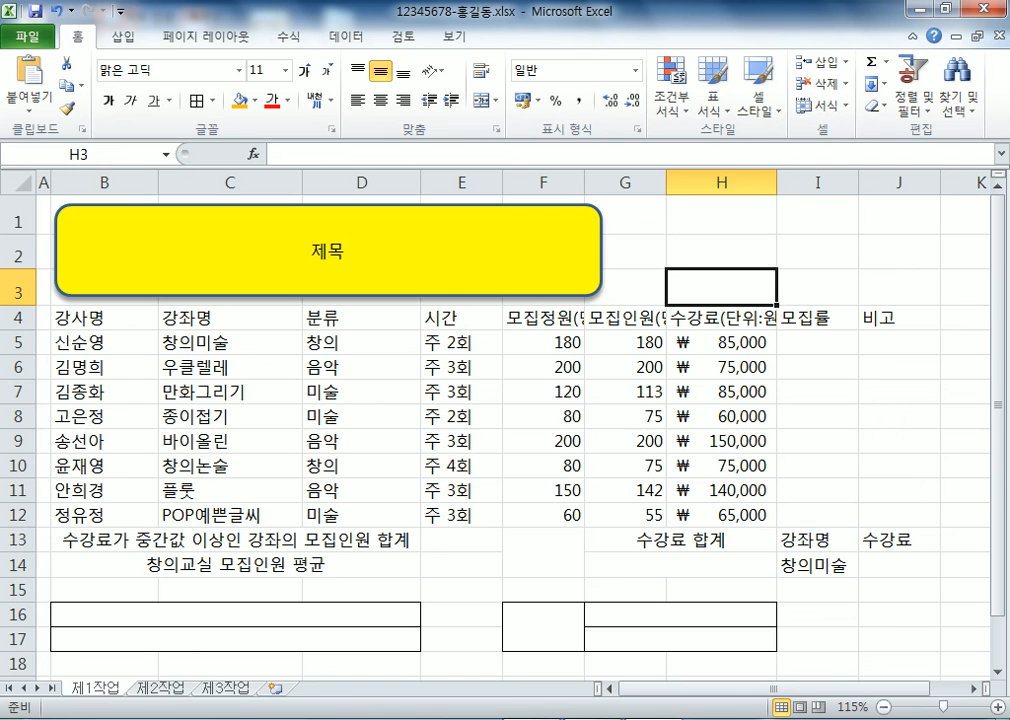 12345678-홍길동.xlsx - Microsoft Excel
파일 홈 삽입 페이지 레이아웃 수식 데이터 검토 보기
붙여넣기 맑은 고딕 11 가 가 일반 조건부 서식 표 서식 셀 스타일 삽입 삭제 서식 정렬 및 필터 찾기 및 선택
가 가 가 가 내천 % ,
클립보드 글꼴 맞춤 표시 형식 스타일 셀 편집
H3 fx
A B C D E F G H I J K
1
제목
2
3
4 강사명 강좌명 분류 시간 모집정원( 모집인원( 수강료(단위:원 모집률 비고
5 신순영 창의미술 창의 주 2회 180 180 ₩ 85,000
6 김명희 우클렐레 음악 주 3회 200 200 ₩ 75,000
7 김종화 만화그리기 미술 주 3회 120 113 ₩ 85,000
8 고은정 종이접기 미술 주 2회 80 75 ₩ 60,000
9 송선아 바이올린 음악 주 3회 200 200 ₩ 150,000
10 윤재영 창의논술 창의 주 4회 80 75 ₩ 75,000
11 안희경 플룻 음악 주 3회 150 142 ₩ 140,000
12 정유정 POP예쁜글씨 미술 주 3회 60 55 ₩ 65,000
13 수강료가 중간값 이상인 강좌의 모집인원 합계 수강료 합계 강좌명 수강료
14 창의교실 모집인원 평균 창의미술
15
16
17
18
제1작업 제2작업 제3작업
준비 115%